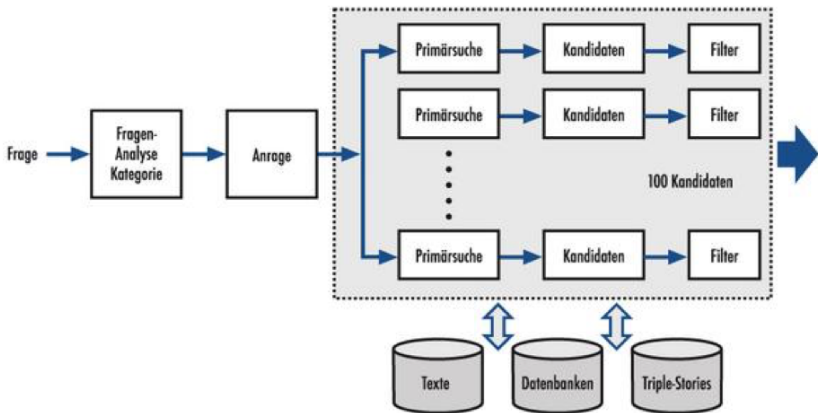 Frage
Fragen-
Analyse
Kategorie
Anrage
Primärsuche
Kandidaten
Filter
Primärsuche
Kandidaten
Filter
100 Kandidaten
Primärsuche
Kandidaten
Filter
Texte
Datenbanken
Triple-Stories